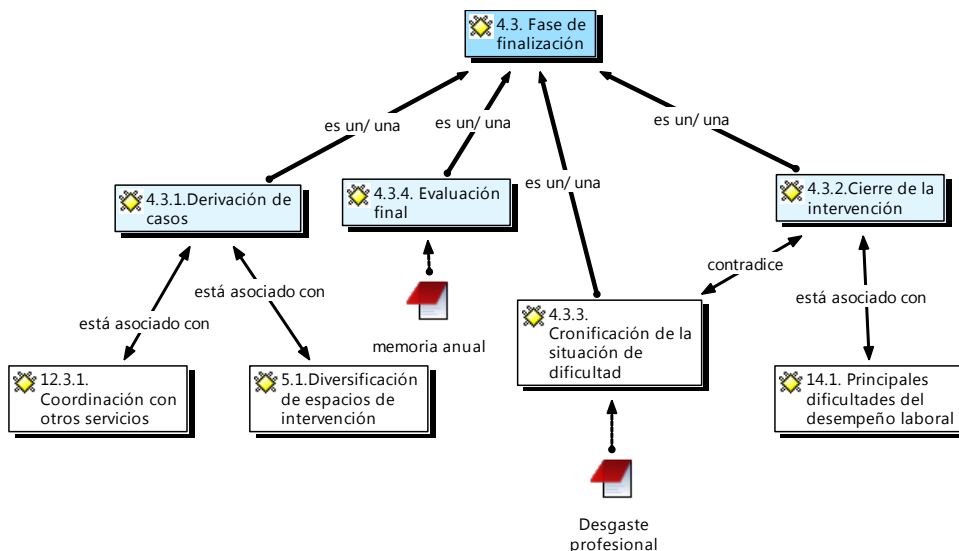 4.3. Fase de
finalización
es un/ una
es un/ una
es un/ una
es un/ una
4.3.1.Derivación de
casos
4.3.4. Evaluación
final
4.3.2.Cierre de la
intervención
contradice
está asociado con
está asociado con
está asociado con
memoria anual
4.3.3.
Cronificación de la
situación de
dificultad
12.3.1.
Coordinación con
otros servicios
5.1.Diversificación
de espacios de
intervención
14.1. Principales
dificultades del
desempeño laboral
Desgaste
profesional